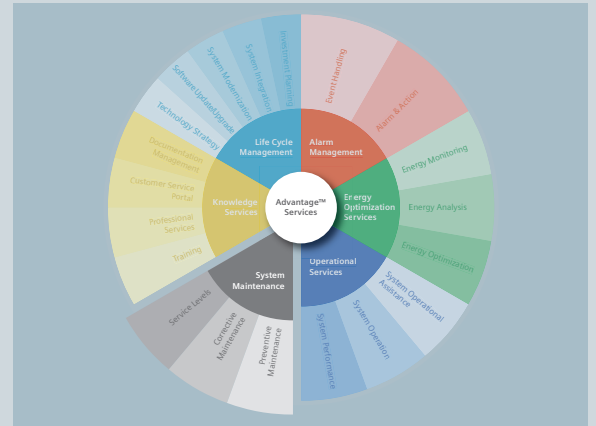 Advantage™
Services
Alarm
Management
Event Handling
Alarm & Action
Energy
Optimization
Services
Energy Monitoring
Energy Analysis
Energy Optimization
Operational
Services
System Operational
Assistance
System Operation
System Performance
System
Maintenance
Preventive
Maintenance
Corrective
Maintenance
Service Levels
Knowledge
Services
Training
Professional
Services
Customer Service
Portal
Documentation
Management
Life Cycle
Management
Technology Strategy
Software Update/Upgrade
System Modernization
System Integration
Investment Planning